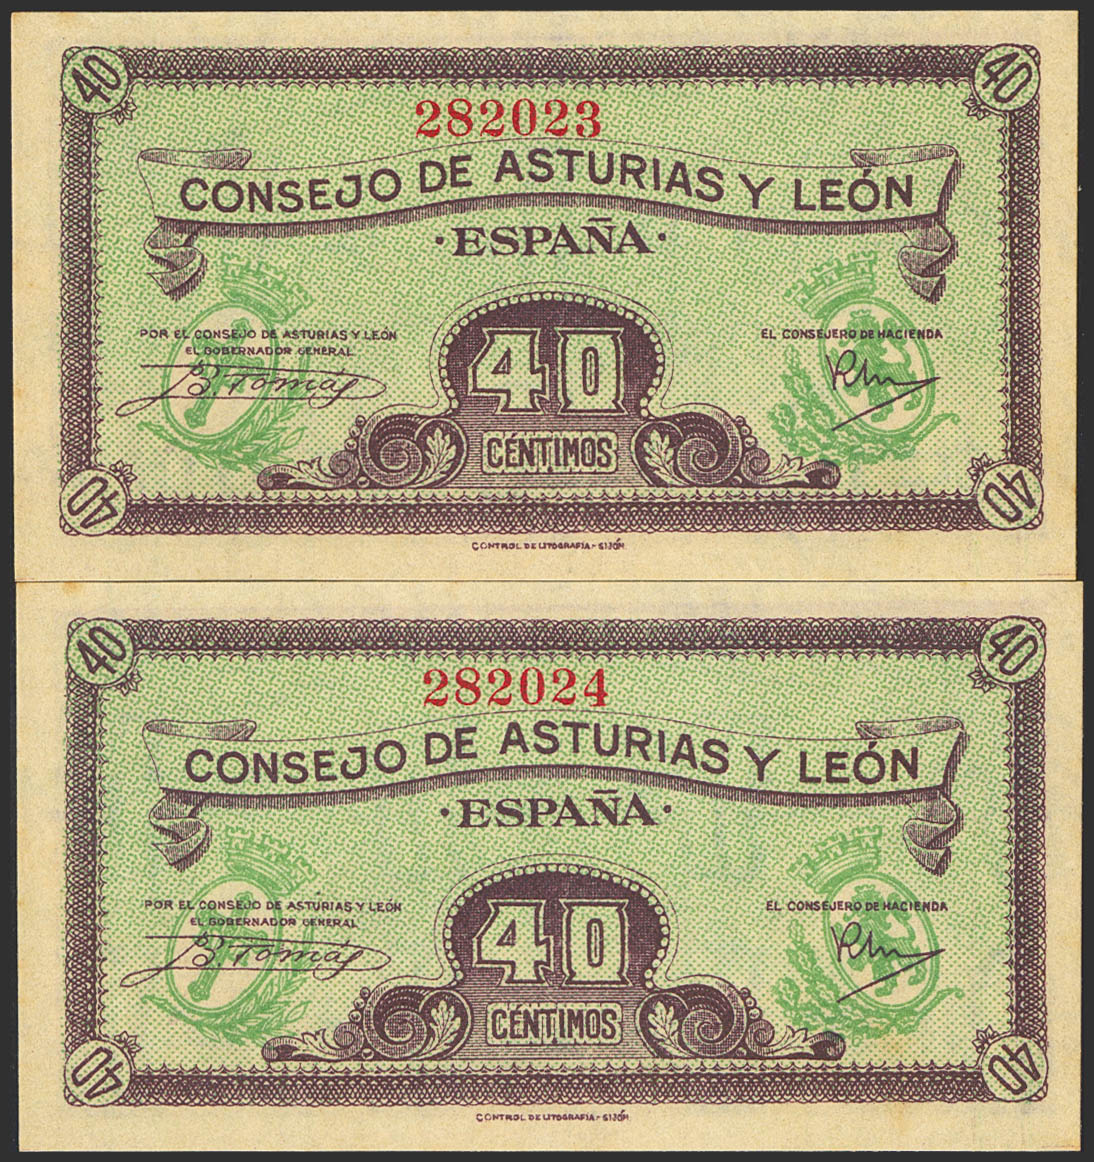 40 40
282023
CONSEJO DE ASTURIAS Y LEÓN
·ESPAÑA·
POR EL CONSEJO DE ASTURIAS Y LEÓN
EL GOBERNADOR GENERAL
B Tomás
EL CONSEJERO DE HACIENDA
40
CÉNTIMOS
40 40
CONTROL DE LITOGRAFIA - GIJÓN
40 40
282024
CONSEJO DE ASTURIAS Y LEÓN
·ESPAÑA·
POR EL CONSEJO DE ASTURIAS Y LEÓN
EL GOBERNADOR GENERAL
B Tomás
EL CONSEJERO DE HACIENDA
40
CÉNTIMOS
40 40
CONTROL DE LITOGRAFIA - GIJÓN